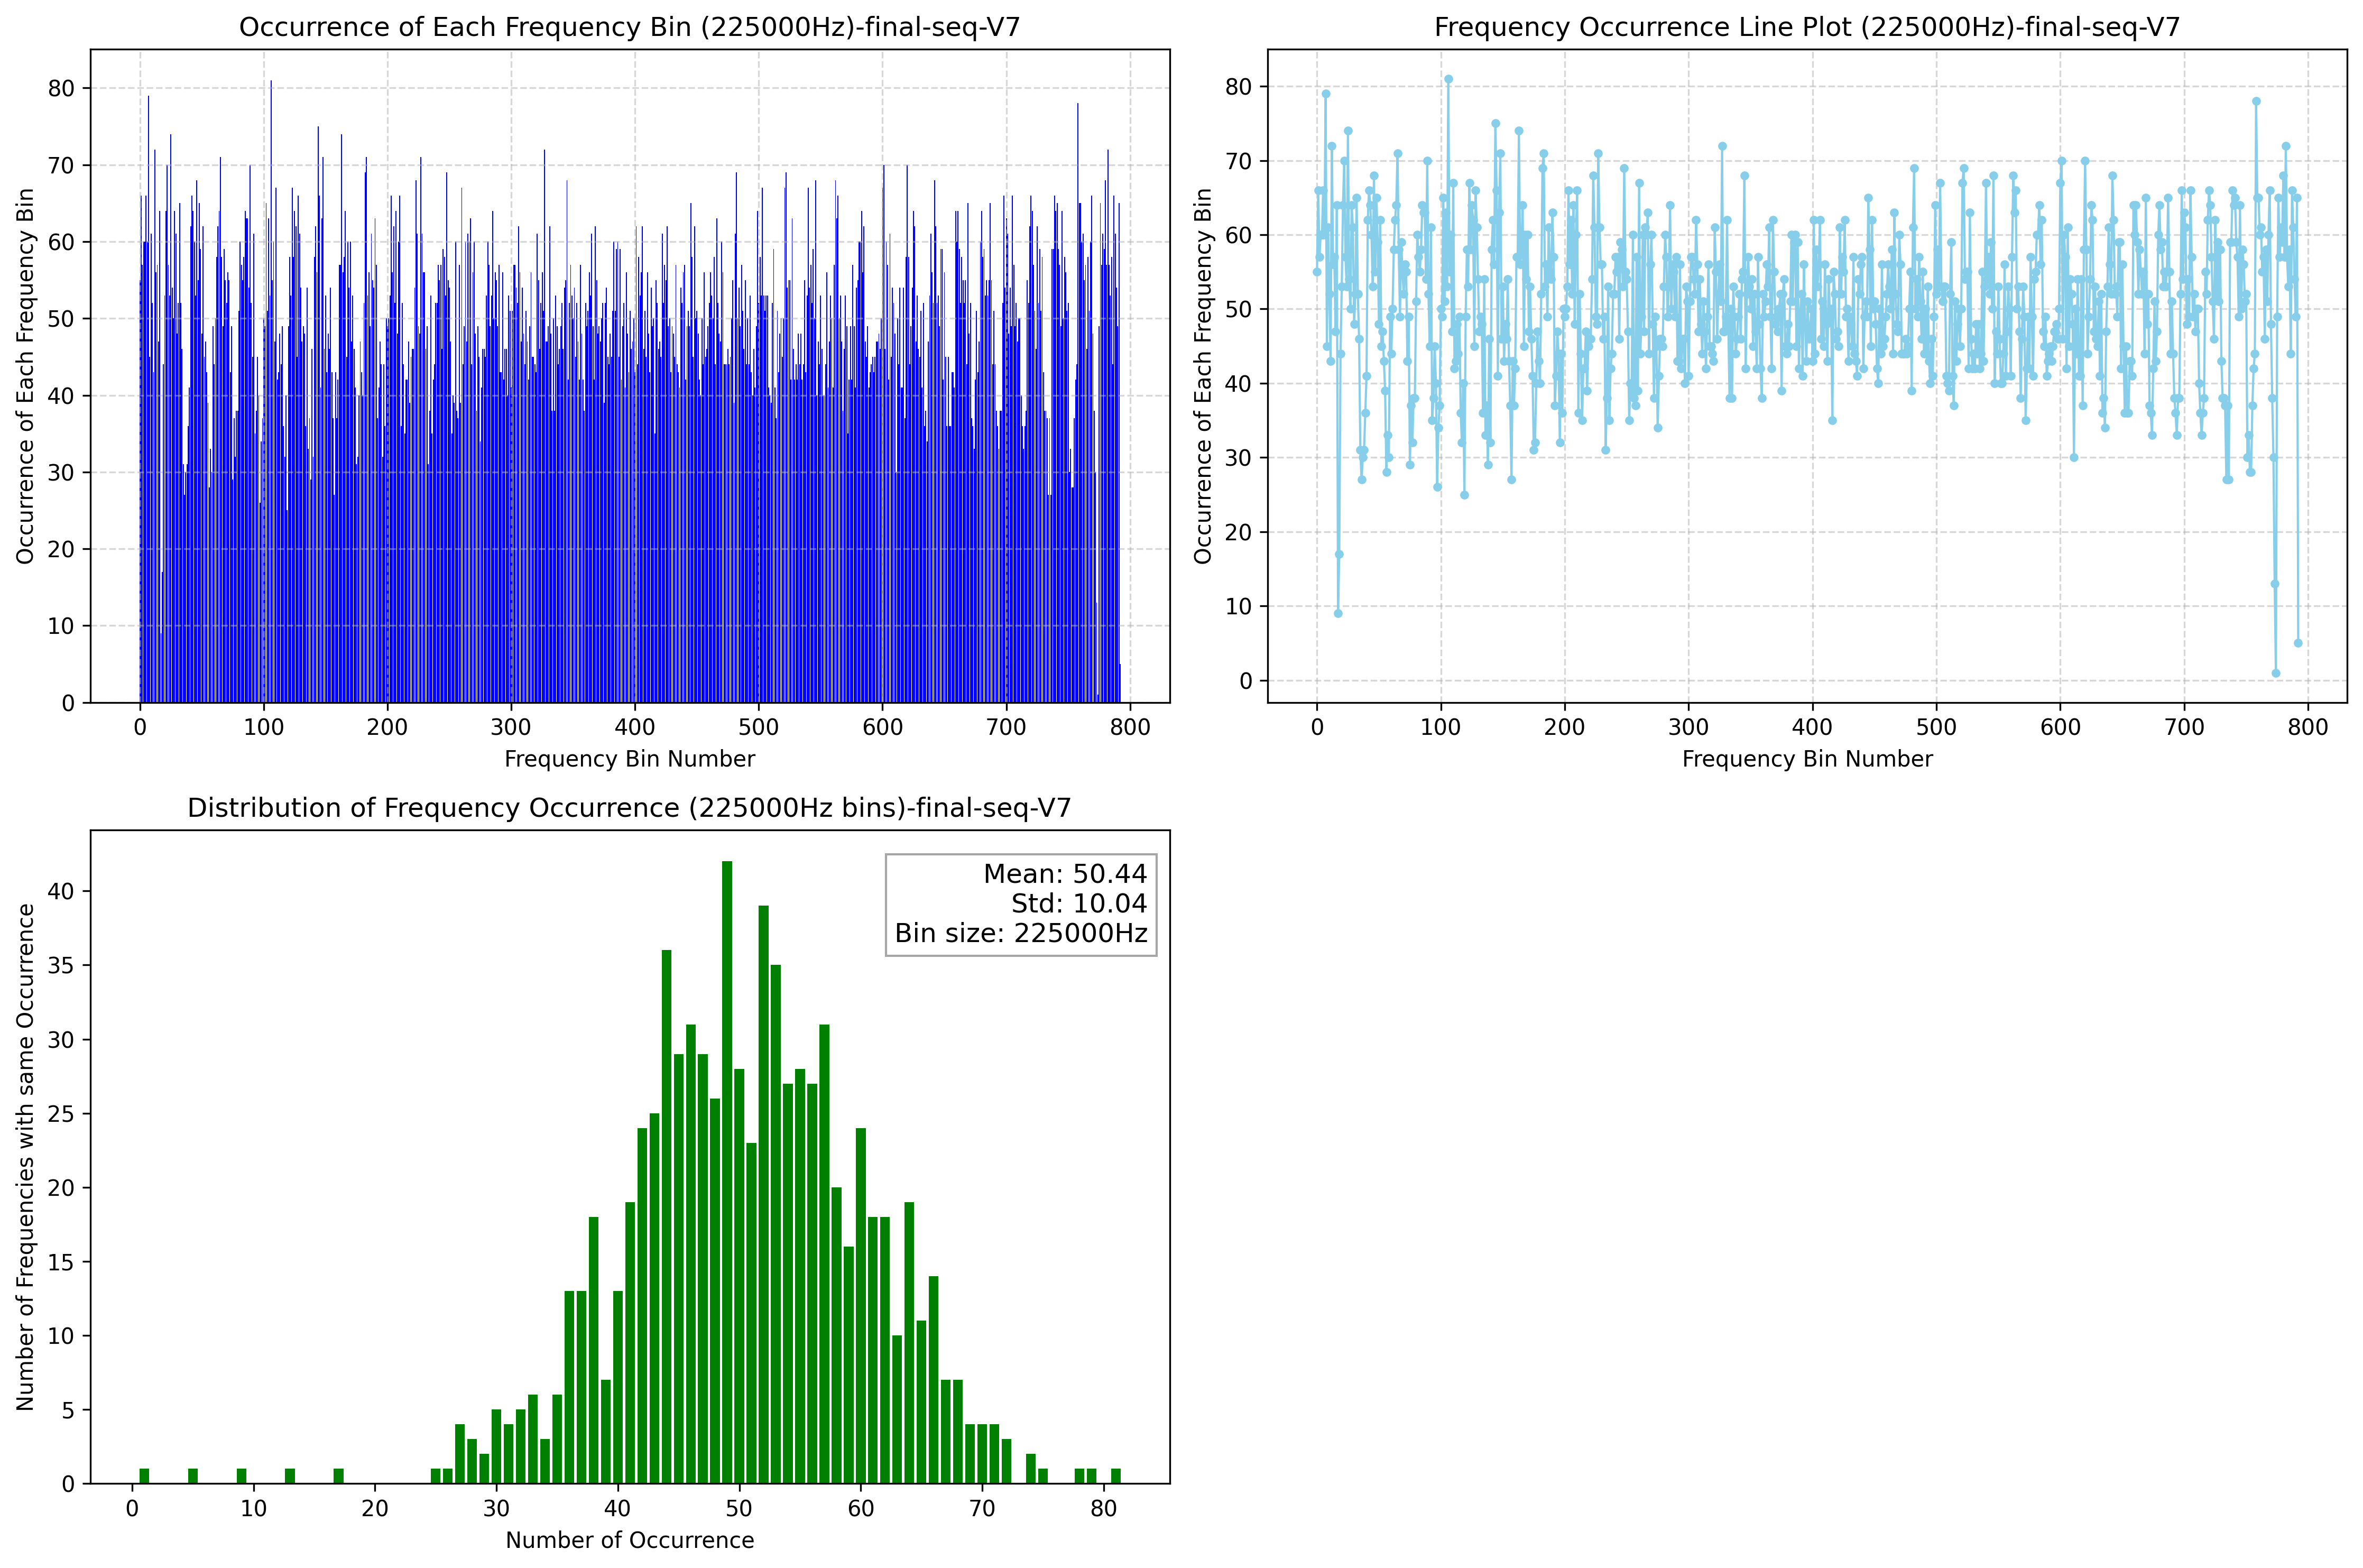 Occurrence of Each Frequency Bin (225000Hz)-final-seq-V7
Occurrence of Each Frequency Bin
80
70
60
50
40
30
20
10
0
0 100 200 300 400 500 600 700 800
Frequency Bin Number
Frequency Occurrence Line Plot (225000Hz)-final-seq-V7
Occurrence of Each Frequency Bin
80
70
60
50
40
30
20
10
0
0 100 200 300 400 500 600 700 800
Frequency Bin Number
Distribution of Frequency Occurrence (225000Hz bins)-final-seq-V7
Number of Frequencies with same Occurrence
40
35
30
25
20
15
10
5
0
Mean: 50.44
Std: 10.04
Bin size: 225000Hz
0 10 20 30 40 50 60 70 80
Number of Occurrence